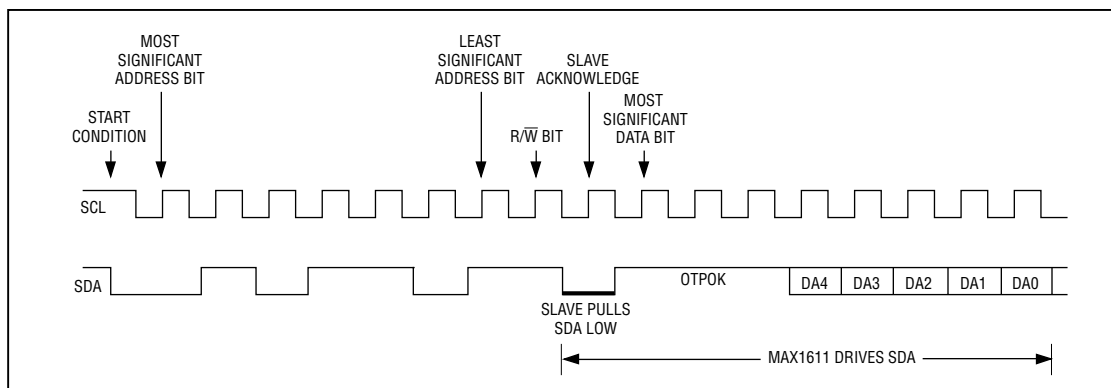 MOST
SIGNIFICANT
ADDRESS BIT
LEAST
SIGNIFICANT
ADDRESS BIT
SLAVE
ACKNOWLEDGE
MOST
SIGNIFICANT
DATA BIT
START
CONDITION
R/W̅ BIT
SCL
SDA
OTPOK
DA4
DA3
DA2
DA1
DA0
SLAVE PULLS
SDA LOW
MAX1611 DRIVES SDA